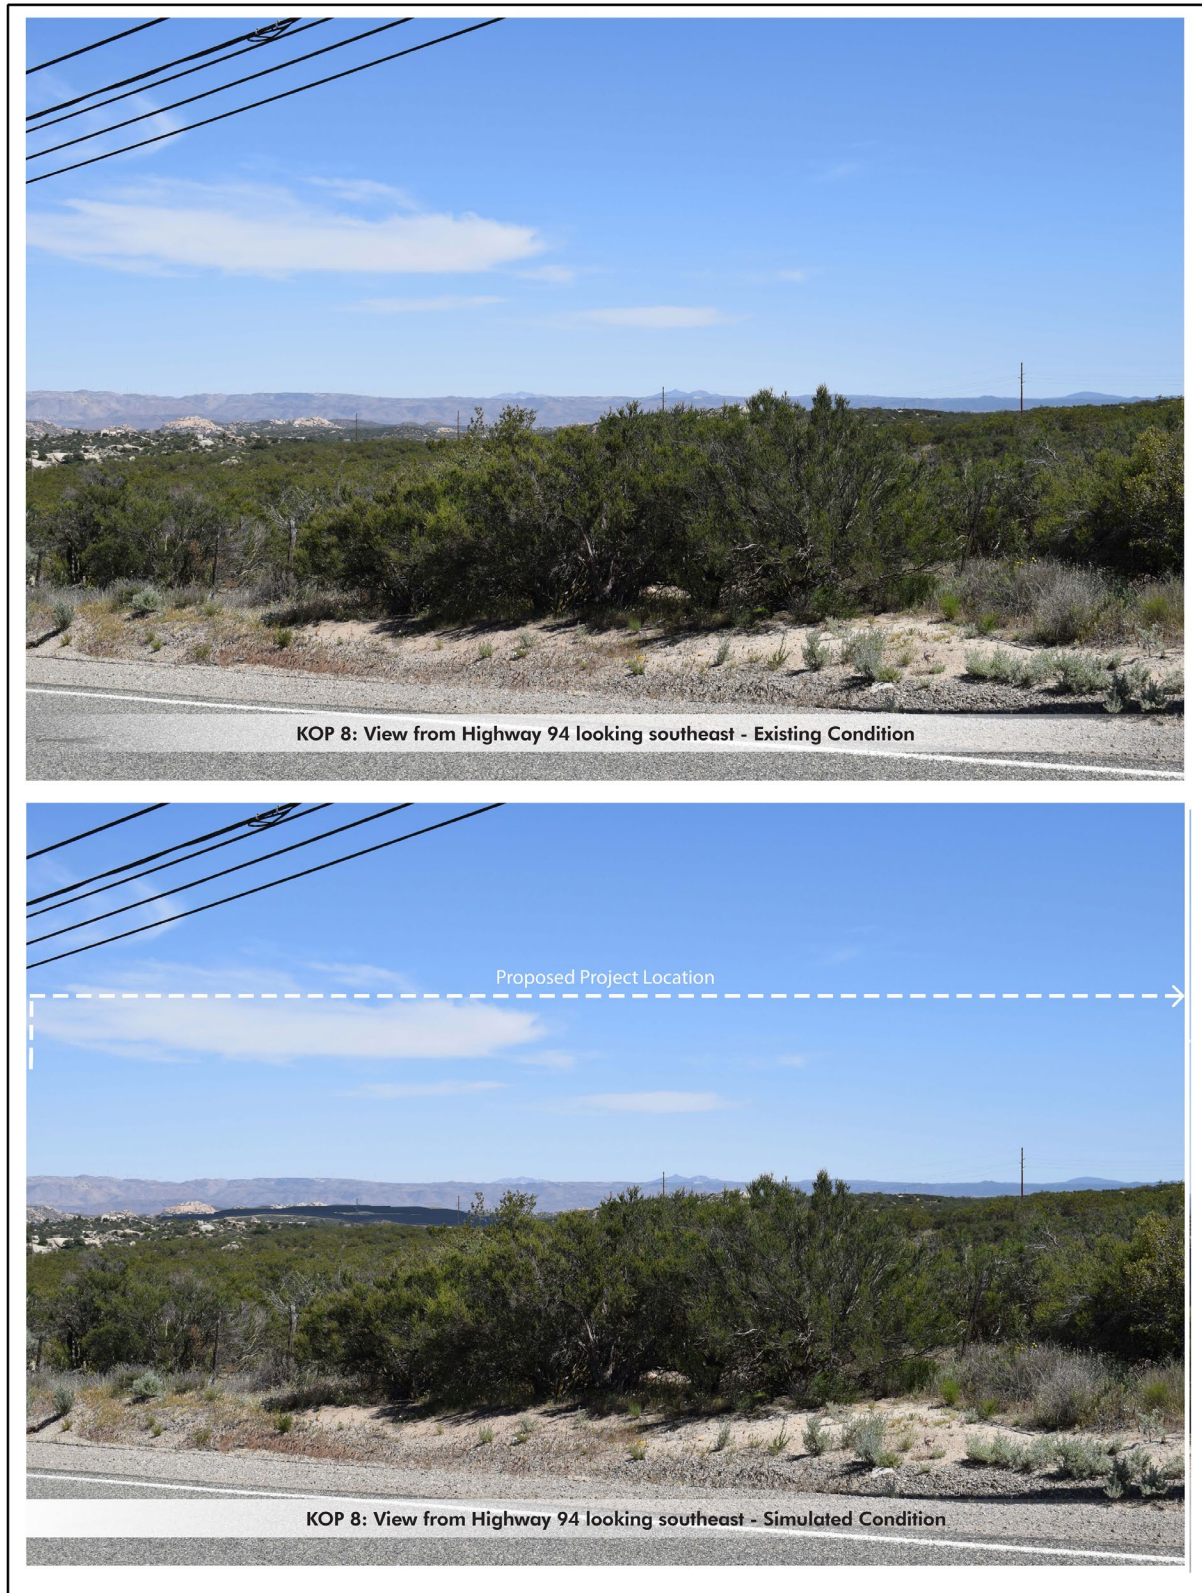 KOP 8: View from Highway 94 looking southeast - Existing Condition
Proposed Project Location
KOP 8: View from Highway 94 looking southeast - Simulated Condition